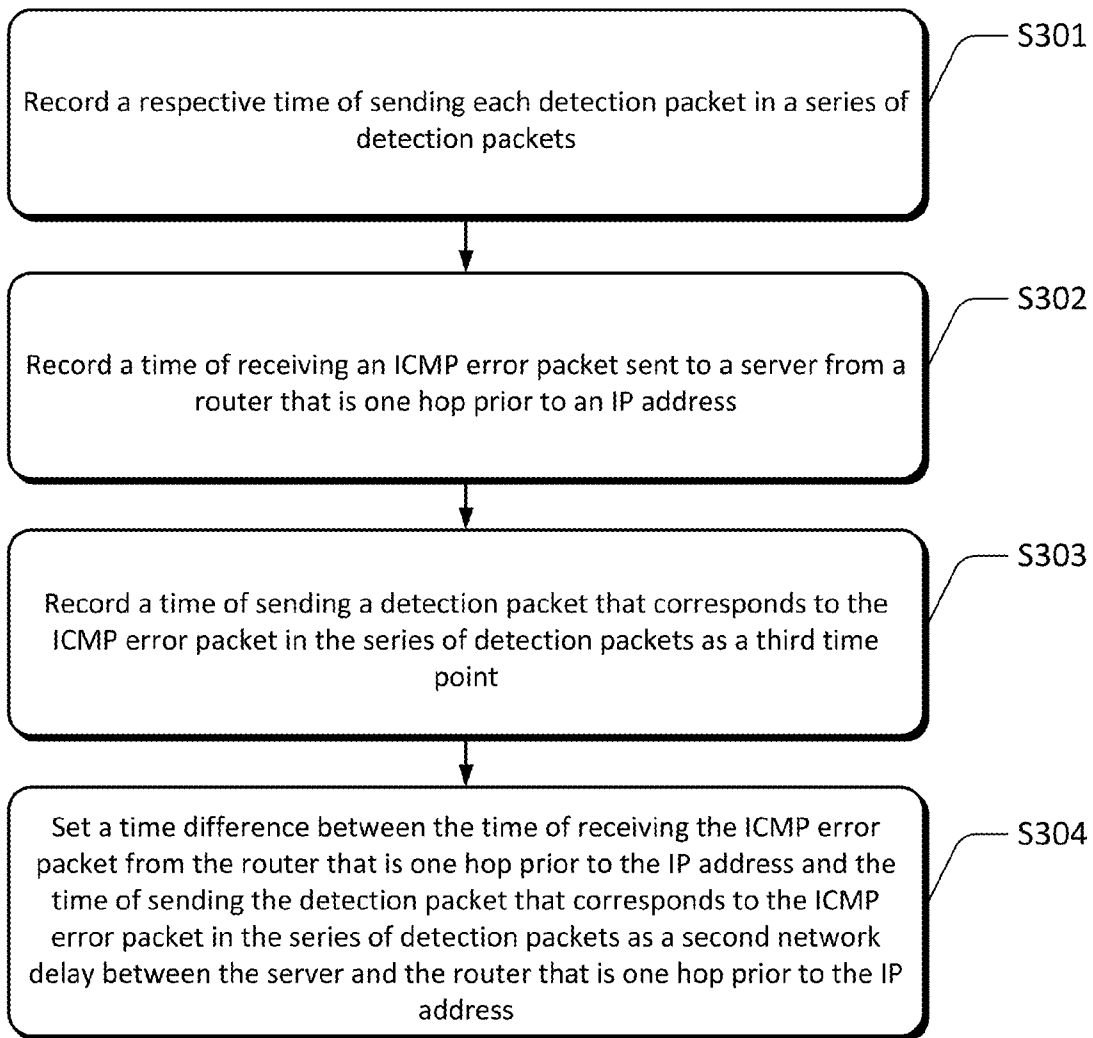 S301
Record a respective time of sending each detection packet in a series of
detection packets
S302
Record a time of receiving an ICMP error packet sent to a server from a
router that is one hop prior to an IP address
S303
Record a time of sending a detection packet that corresponds to the
ICMP error packet in the series of detection packets as a third time
point
S304
Set a time difference between the time of receiving the ICMP error
packet from the router that is one hop prior to the IP address and the
time of sending the detection packet that corresponds to the ICMP
error packet in the series of detection packets as a second network
delay between the server and the router that is one hop prior to the IP
address